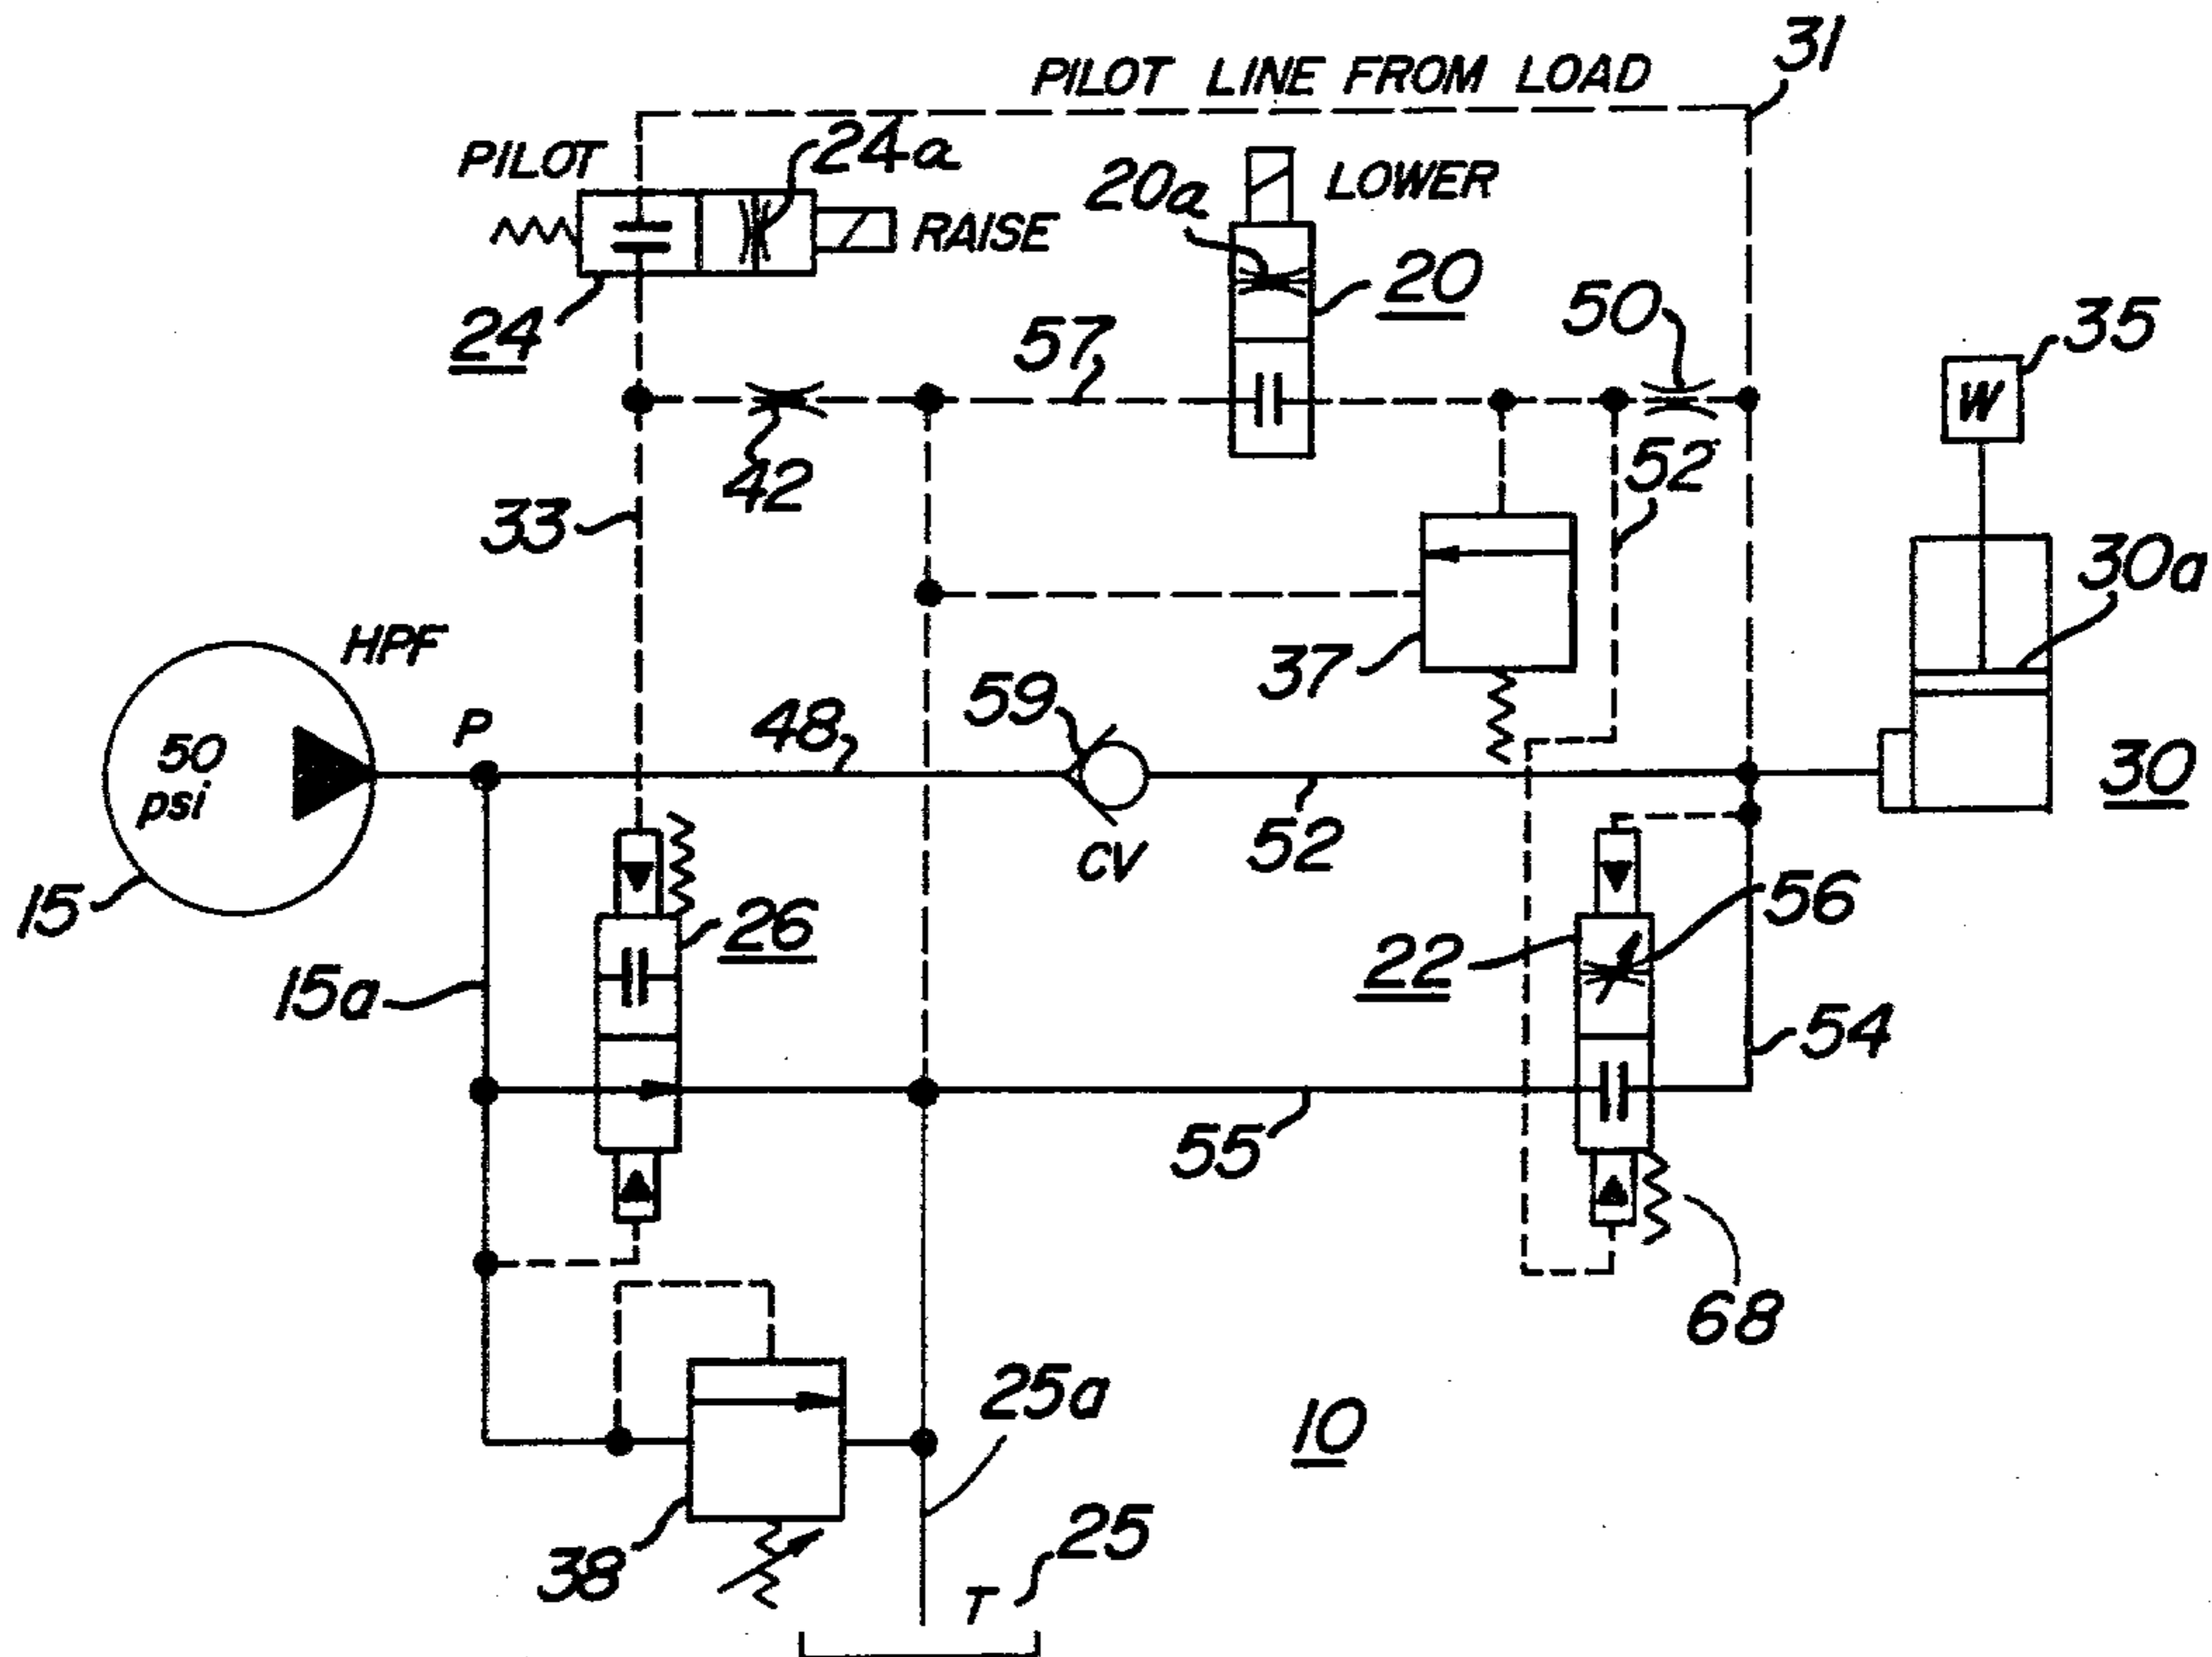 31
PILOT LINE FROM LOAD
PILOT
24a
RAISE
20a
LOWER
24
20
57
50
35
W
42
52
33
HPF
37
30a
59
P
48
50
psi
30
CV
52
15
26
56
22
15a
54
55
68
25a
10
25
38
T